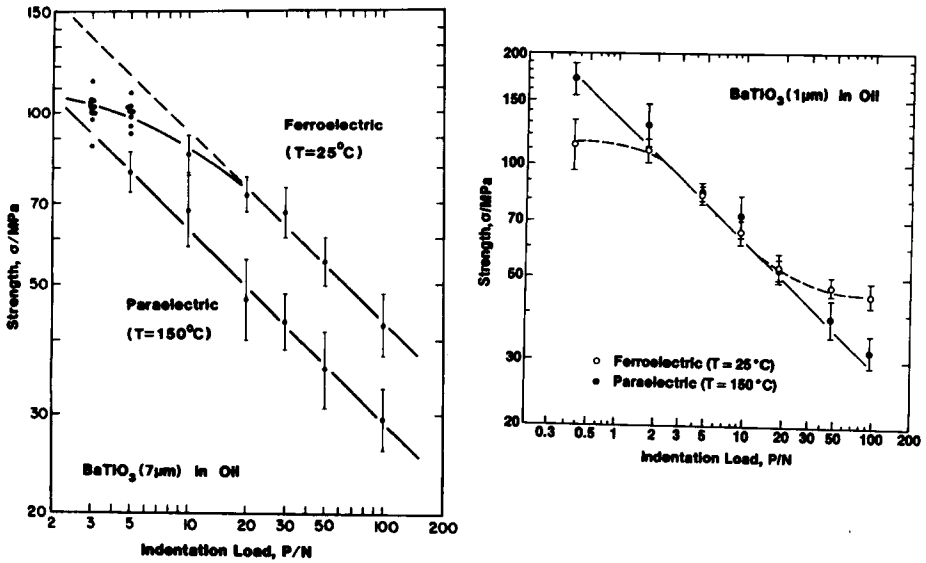 150
100
70
50
30
20
Strength, σ/MPa
Ferroelectric
(T=25°C)
Paraelectric
(T=150°C)
BaTiO₃(7μm) in Oil
2 3 5 10 20 30 50 100 200
Indentation Load, P/N
200
150
100
70
50
30
20
Strength,σ/MPa
BaTiO₃(1μm) in Oil
Ferroelectric (T= 25°C)
Paraelectric (T= 150°C)
0.3 0.5 1 2 3 5 10 20 50 100 200
Indentation Load, P/N